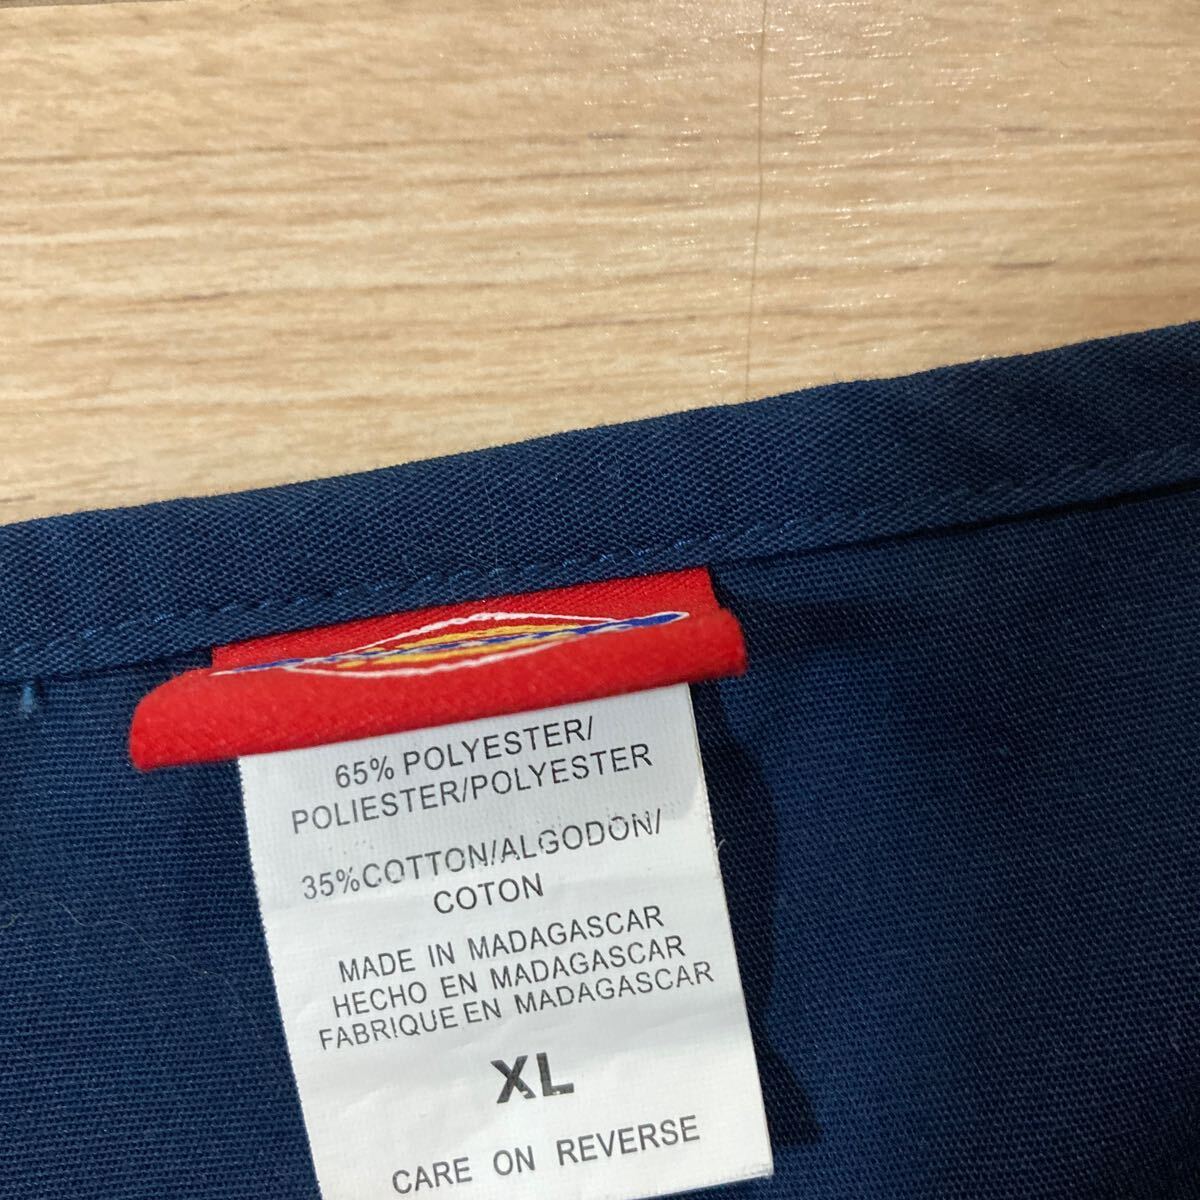 65% POLYESTER/
POLIESTER/POLYESTER
35%COTTON/ALGODÓN/
COTON
MADE IN MADAGASCAR
HECHO EN MADAGASCAR
FABRIQUE EN MADAGASCAR
XL
CARE ON REVERSE